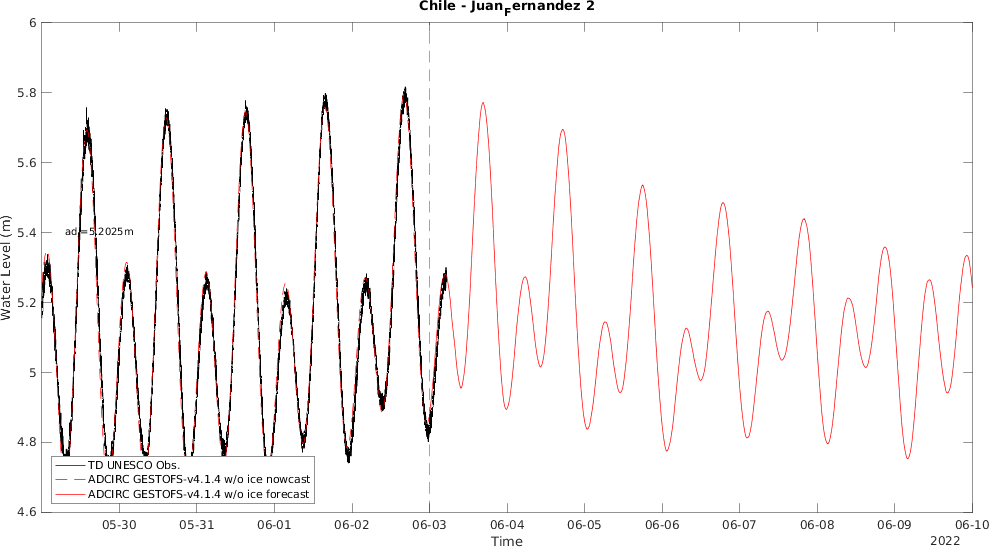 Chile - Juan_Fernandez 2
6
5.8
5.6
5.4
5.2
5
4.8
4.6
Water Level (m)
adj=5.2025m
TD UNESCO Obs.
ADCIRC GESTOFS-v4.1.4 w/o ice nowcast
ADCIRC GESTOFS-v4.1.4 w/o ice forecast
05-30 05-31 06-01 06-02 06-03 06-04 06-05 06-06 06-07 06-08 06-09 06-10
Time
2022